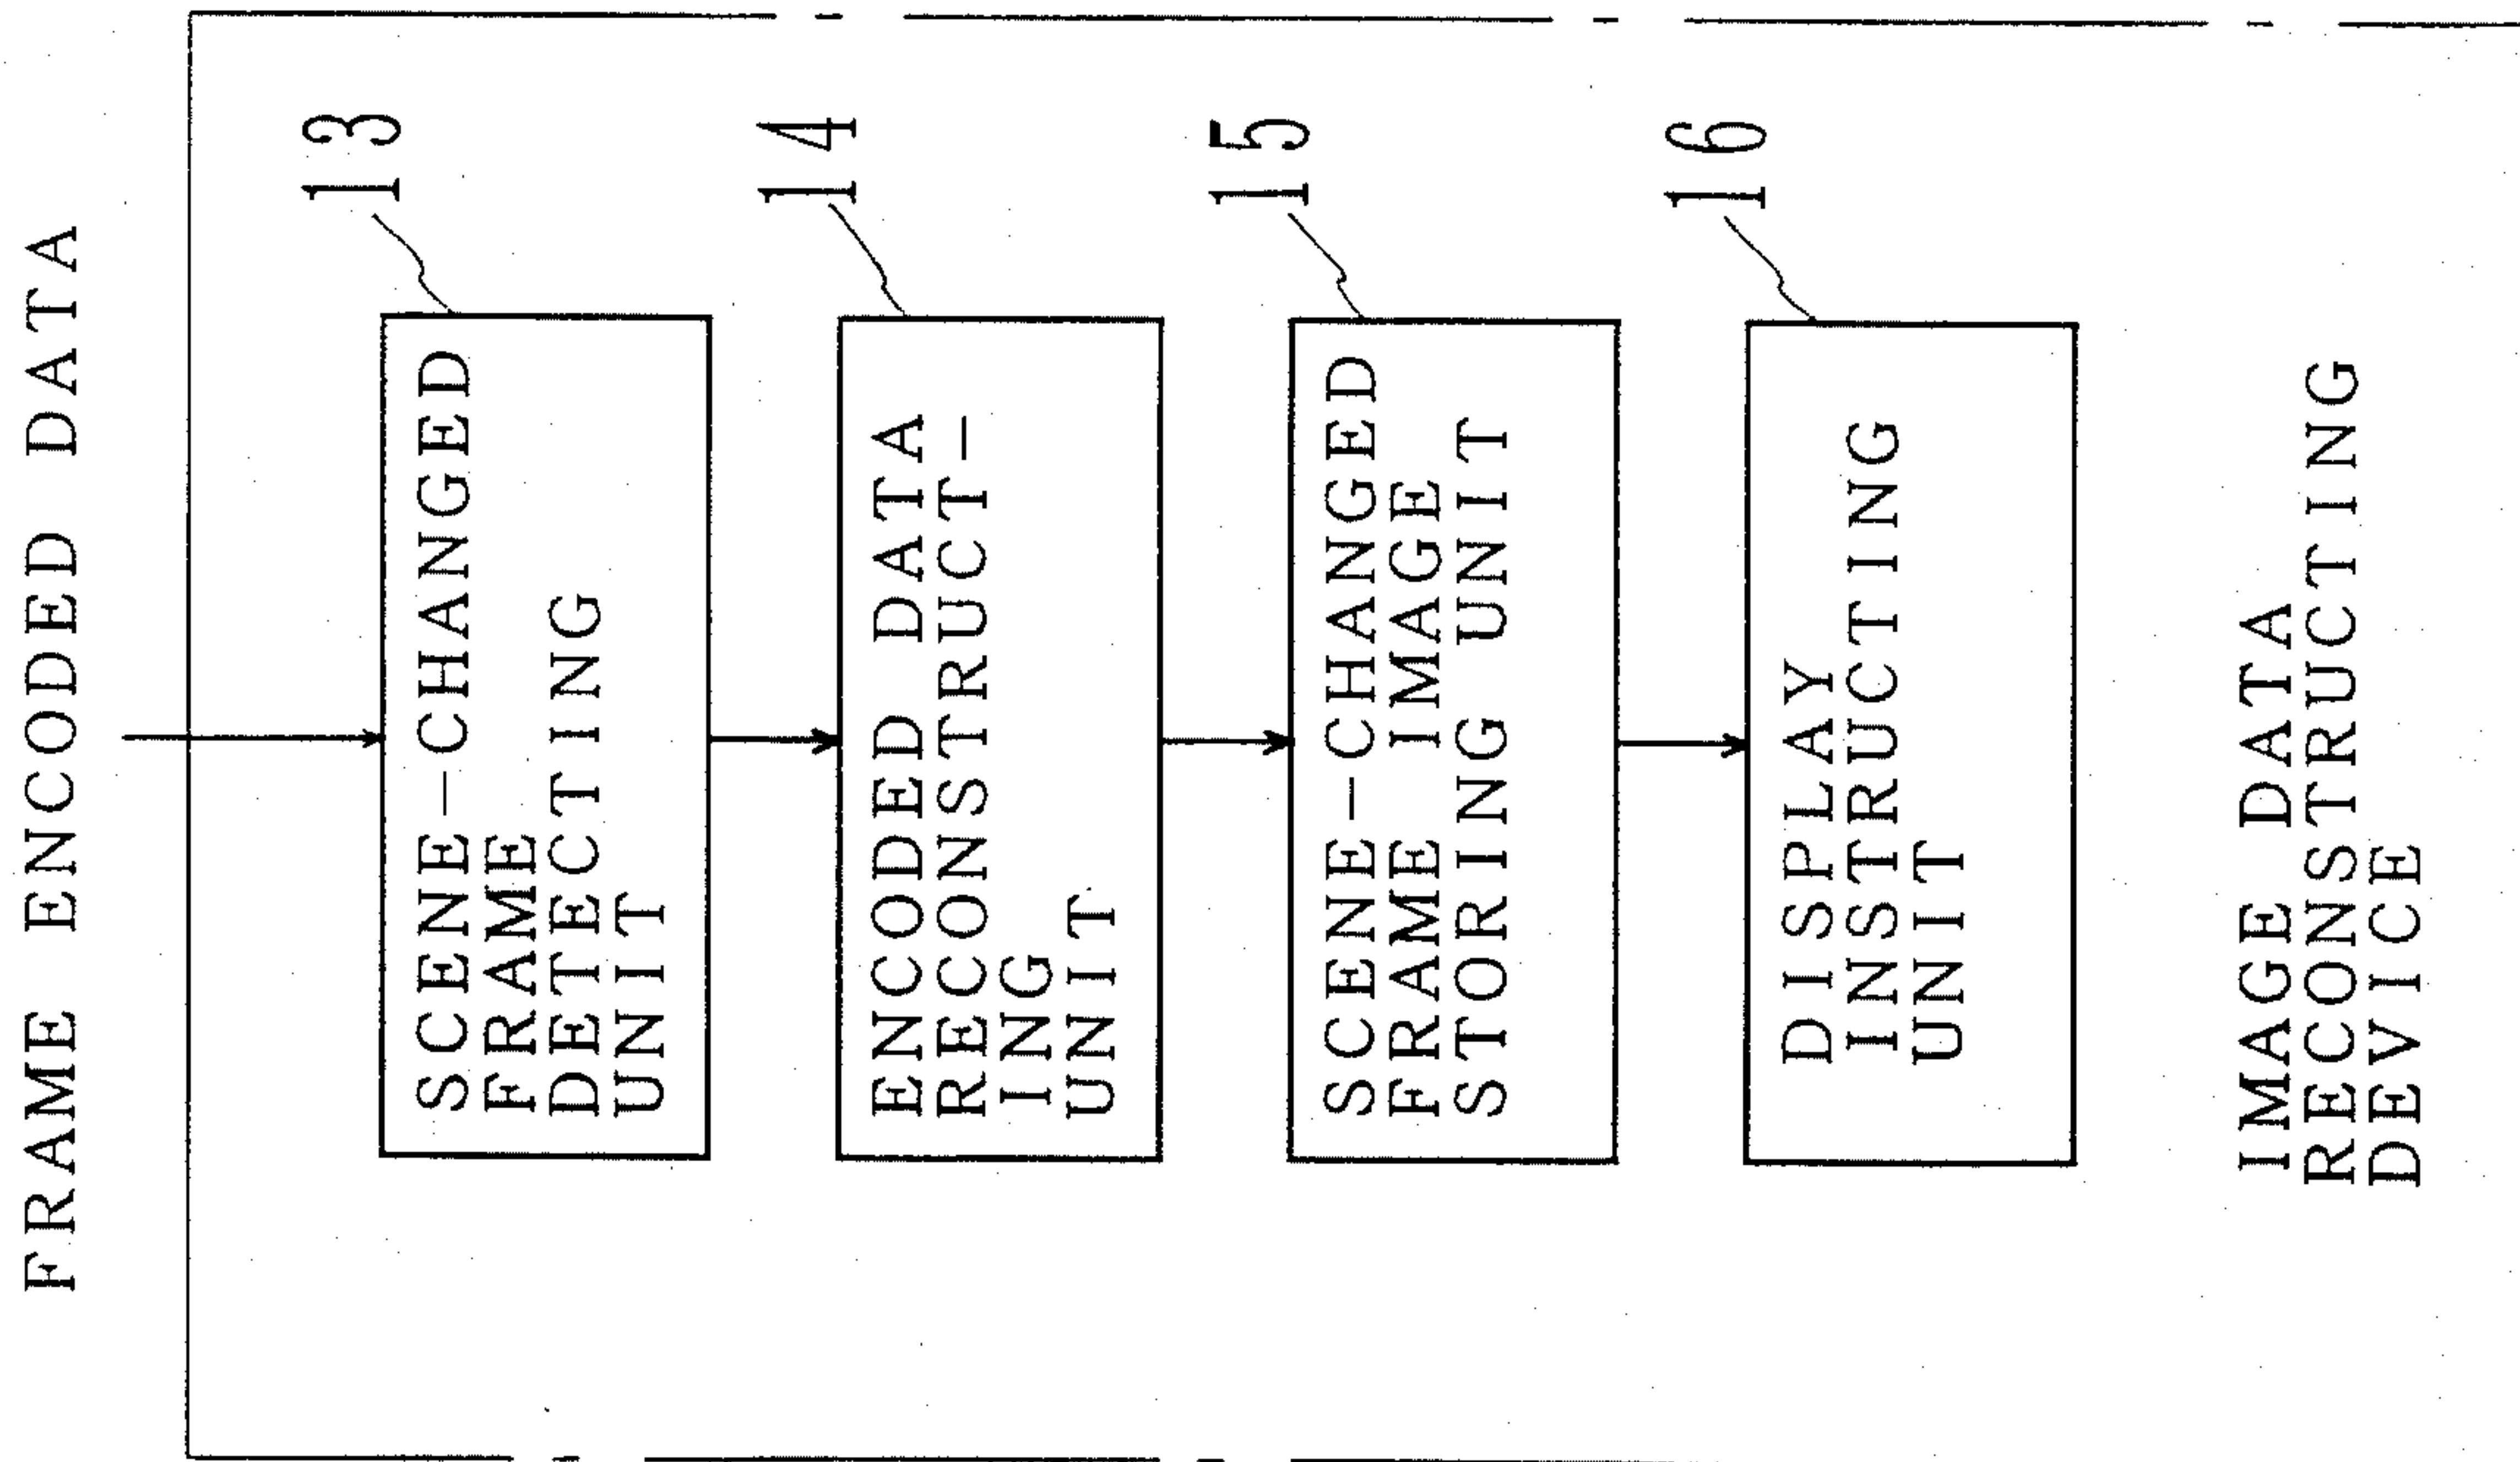 FRAME ENCODED DATA
13
SCENE-CHANGED
FRAME
DETECTING
UNIT
14
ENCODED DATA
RECONSTRUCT-
ING
UNIT
15
SCENE-CHANGED
FRAME IMAGE
STORING UNIT
16
DISPLAY
INSTRUCTING
UNIT
IMAGE DATA
RECONSTRUCTING
DEVICE